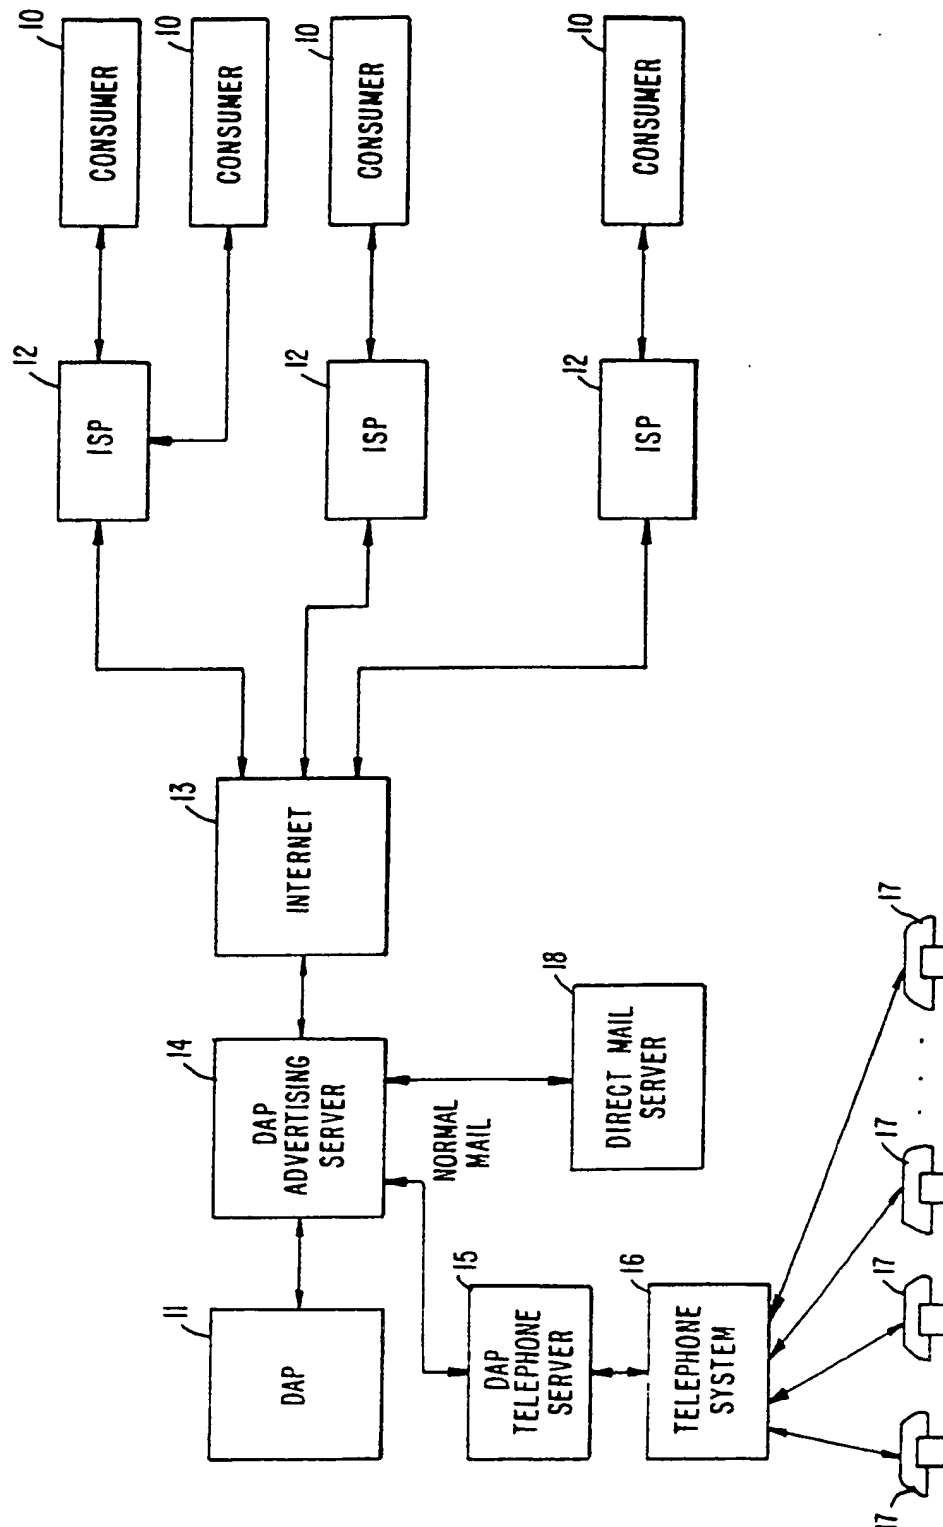 10
CONSUMER
10
CONSUMER
10
CONSUMER
10
CONSUMER
12
ISP
12
ISP
12
ISP
13
INTERNET
14
DAP
ADVERTISING
SERVER
NORMAL
MAIL
18
DIRECT MAIL
SERVER
11
DAP
15
DAP
TELEPHONE
SERVER
16
TELEPHONE
SYSTEM
17
17
17
17